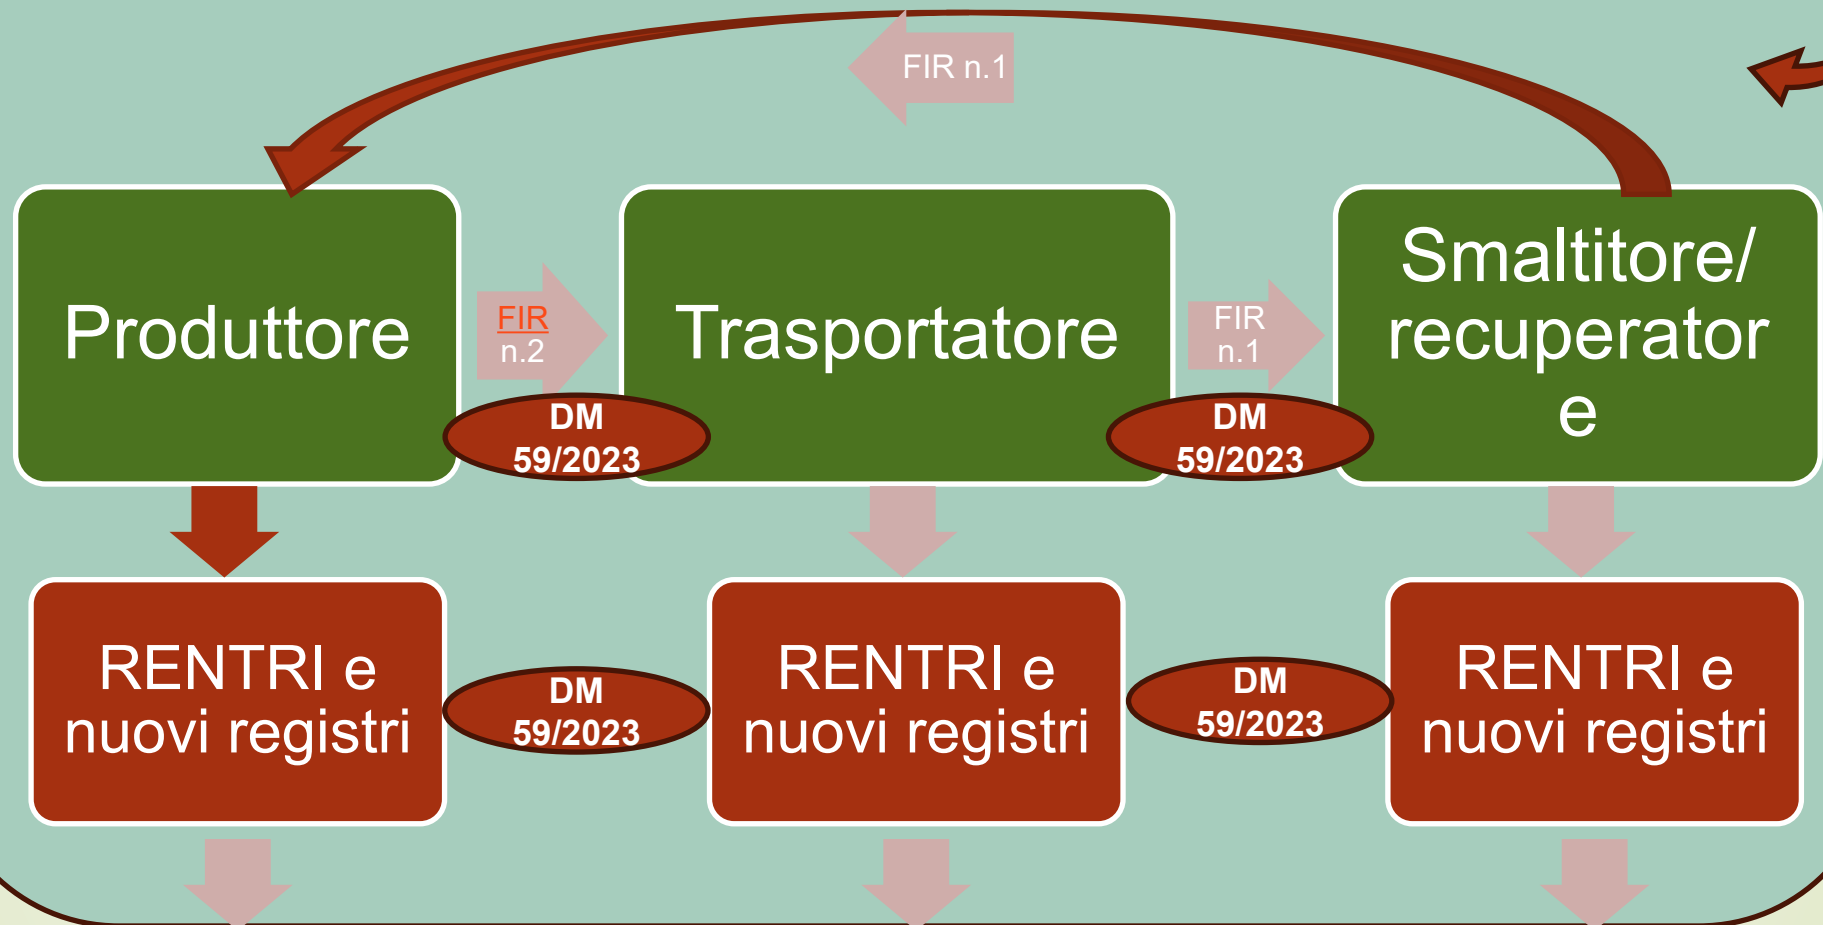 FIR n.1
Produttore
FIR
n.2
Trasportatore
FIR
n.1
Smaltitore/
recuperator
e
DM
59/2023
DM
59/2023
RENTRI e
nuovi registri
DM
59/2023
RENTRI e
nuovi registri
DM
59/2023
RENTRI e
nuovi registri